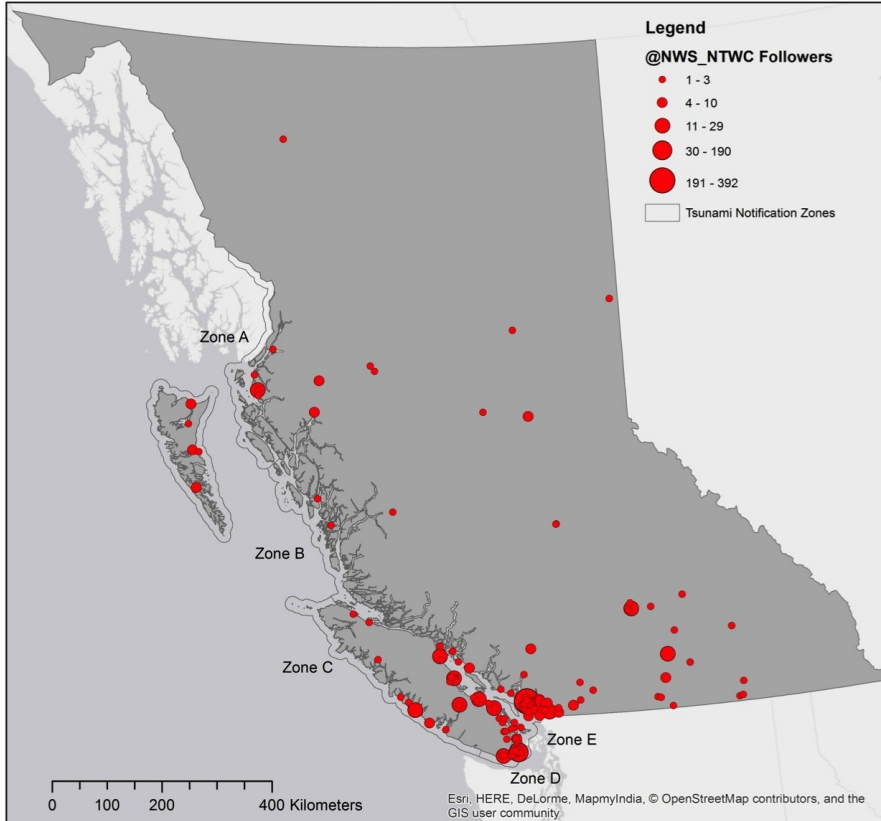 Legend
@NWS_NTWC Followers
1 - 3
4 - 10
11 - 29
30 - 190
191 - 392
Tsunami Notification Zones
Zone A
Zone B
Zone C
Zone E
Zone D
0 100 200 400 Kilometers
Esri, HERE, DeLorme, MapmyIndia, © OpenStreetMap contributors, and the
GIS user community